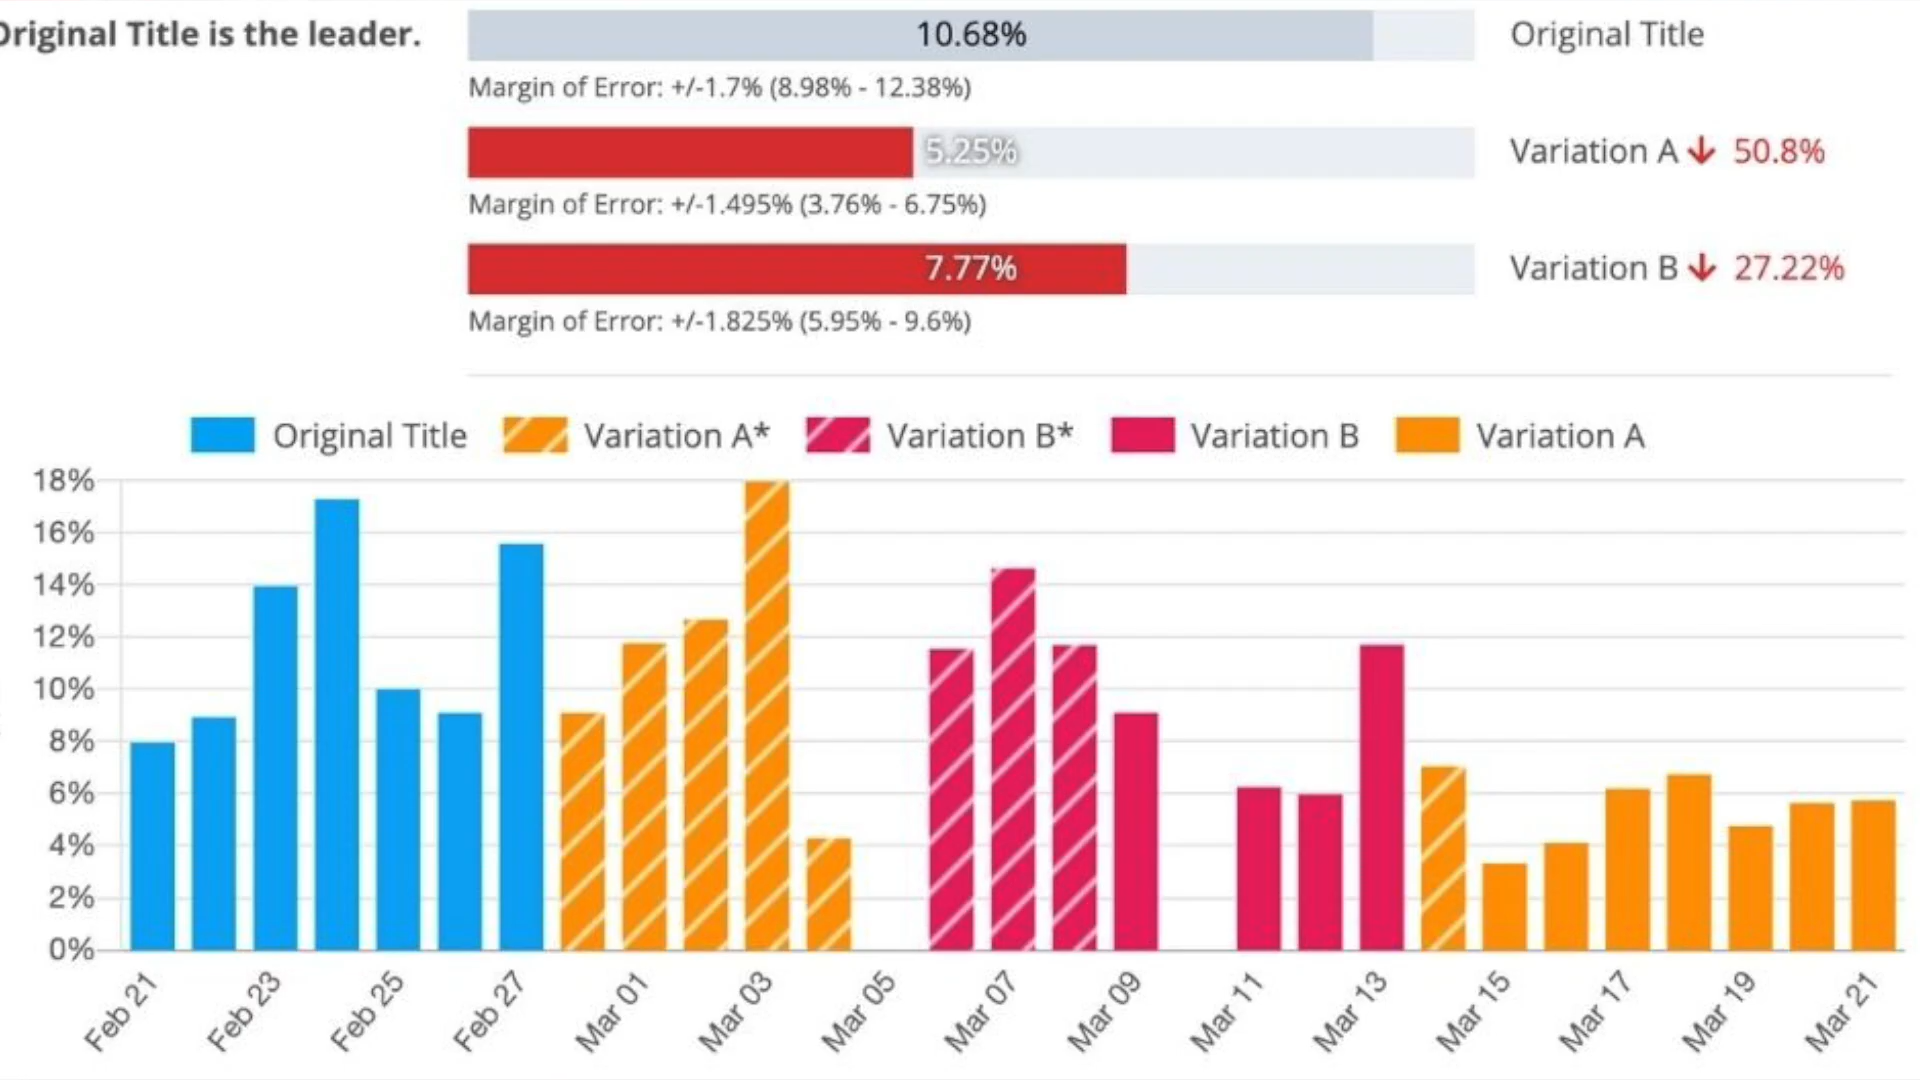 Original Title is the leader.
10.68%
Original Title
Margin of Error: +/-1.7% (8.98% - 12.38%)
5.25%
Variation A ↓ 50.8%
Margin of Error: +/-1.495% (3.76% - 6.75%)
7.77%
Variation B ↓ 27.22%
Margin of Error: +/-1.825% (5.95% - 9.6%)
Original Title Variation A* Variation B* Variation B Variation A
18%
16%
14%
12%
10%
8%
6%
4%
2%
0%
Feb 21 Feb 23 Feb 25 Feb 27 Mar 01 Mar 03 Mar 05 Mar 07 Mar 09 Mar 11 Mar 13 Mar 15 Mar 17 Mar 19 Mar 21